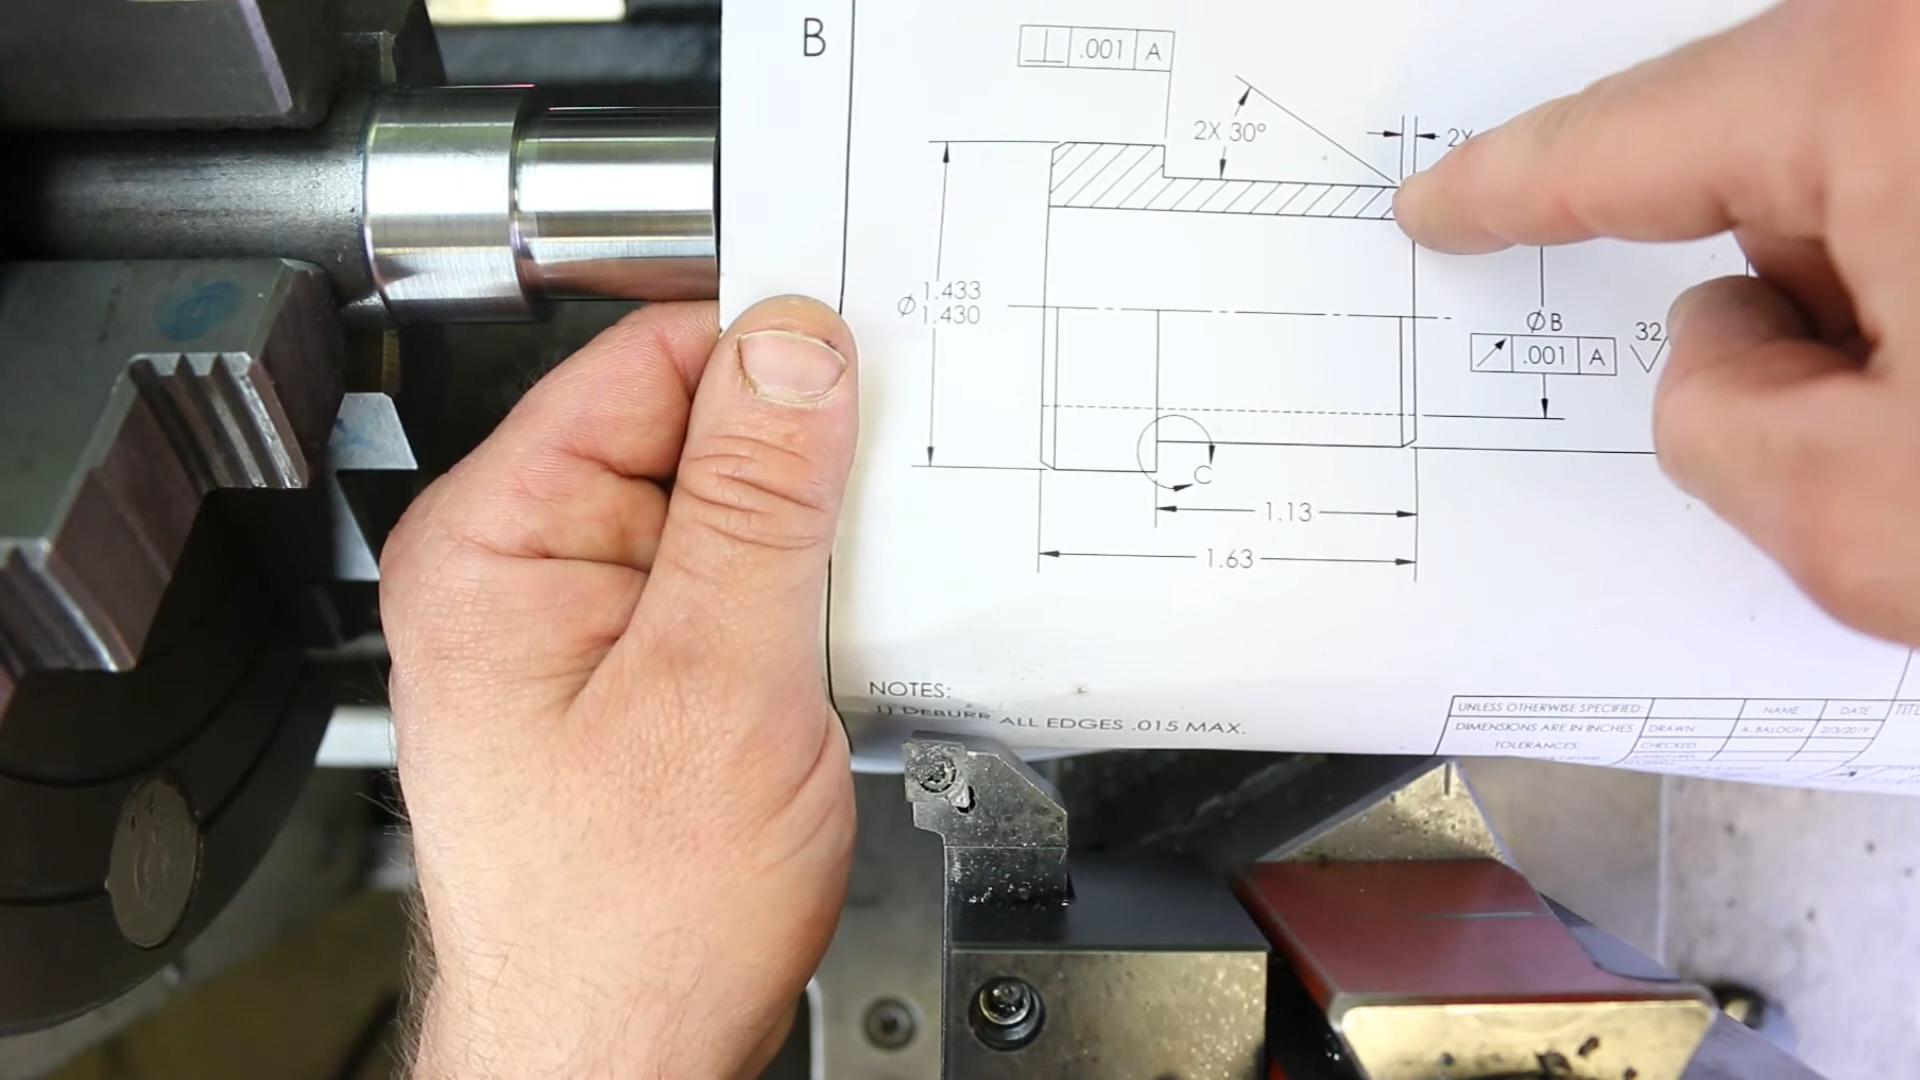 B
.001 A
2X 30°
2X
1.433
Ø 1.430
ØB
.001 A
32
C
1.13
1.63
NOTES:
1) DEBURR ALL EDGES .015 MAX.
UNLESS OTHERWISE SPECIFIED: NAME DATE
DIMENSIONS ARE IN INCHES DRAWN A. BALOGH 2/3/2019
TOLERANCES: CHECKED